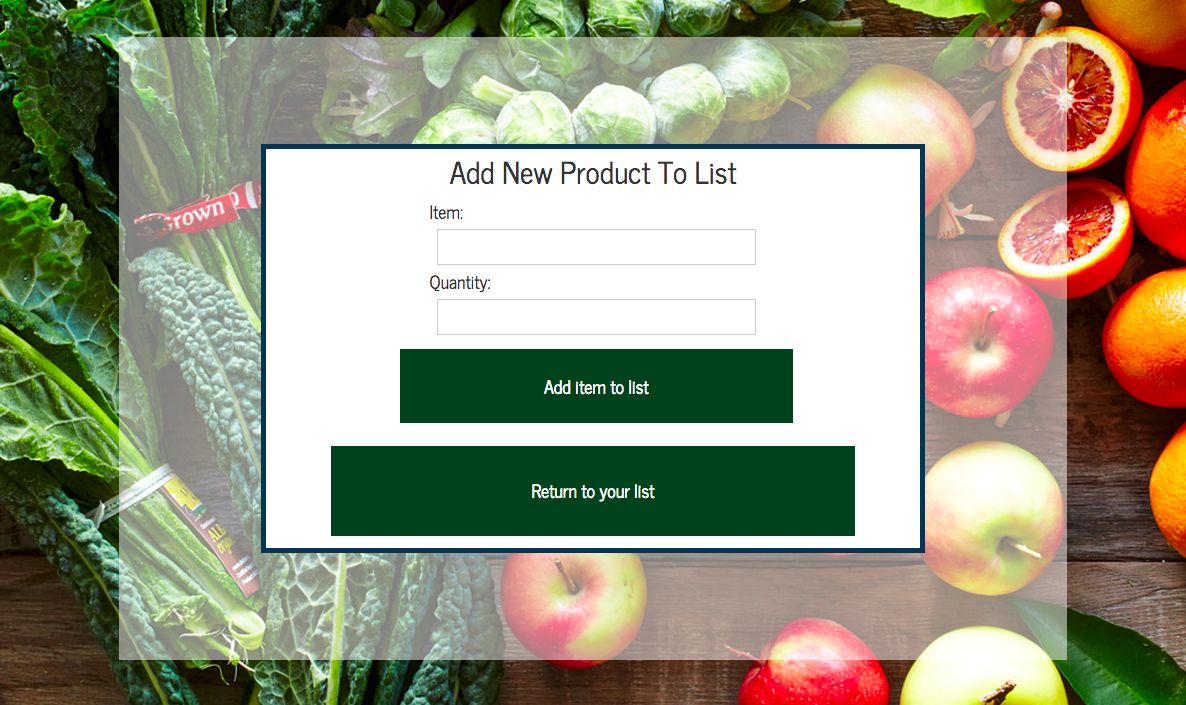 Add New Product To List
Grown
Item:
Quantity:
Add item to list
Return to your list